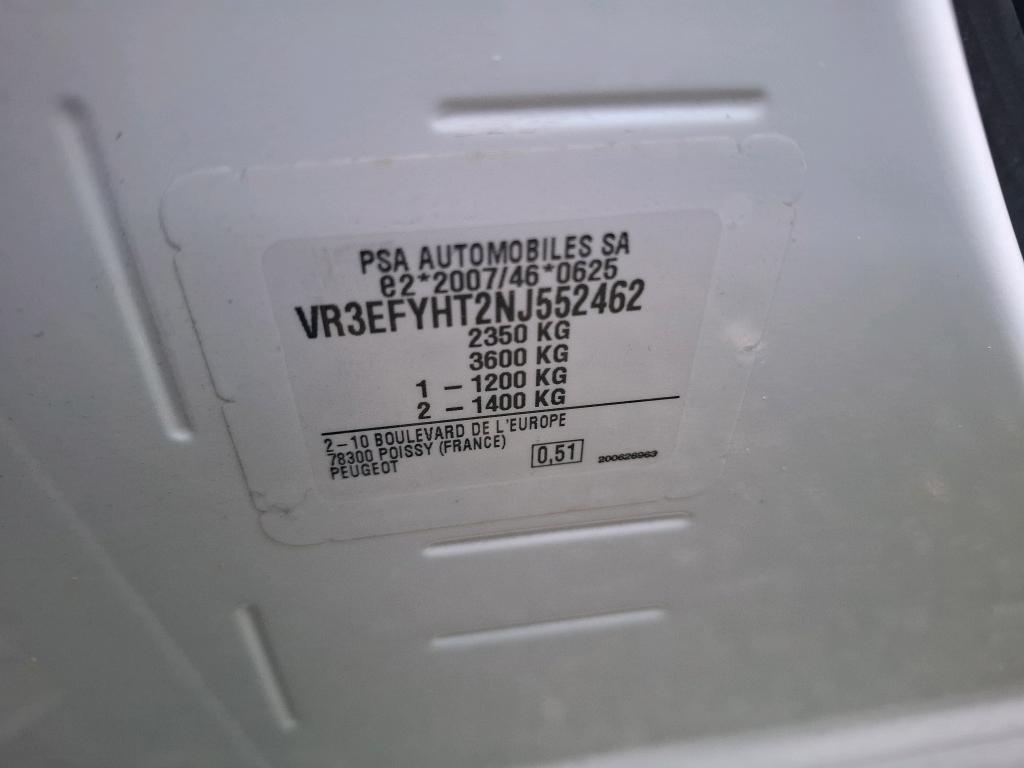 PSA AUTOMOBILES SA
e2*2007/46*0625
VR3EFYHT2NJ552462
2350 KG
3600 KG
1 – 1200 KG
2 – 1400 KG
2–10 BOULEVARD DE L'EUROPE
78300 POISSY (FRANCE)
PEUGEOT
0,51
200626963